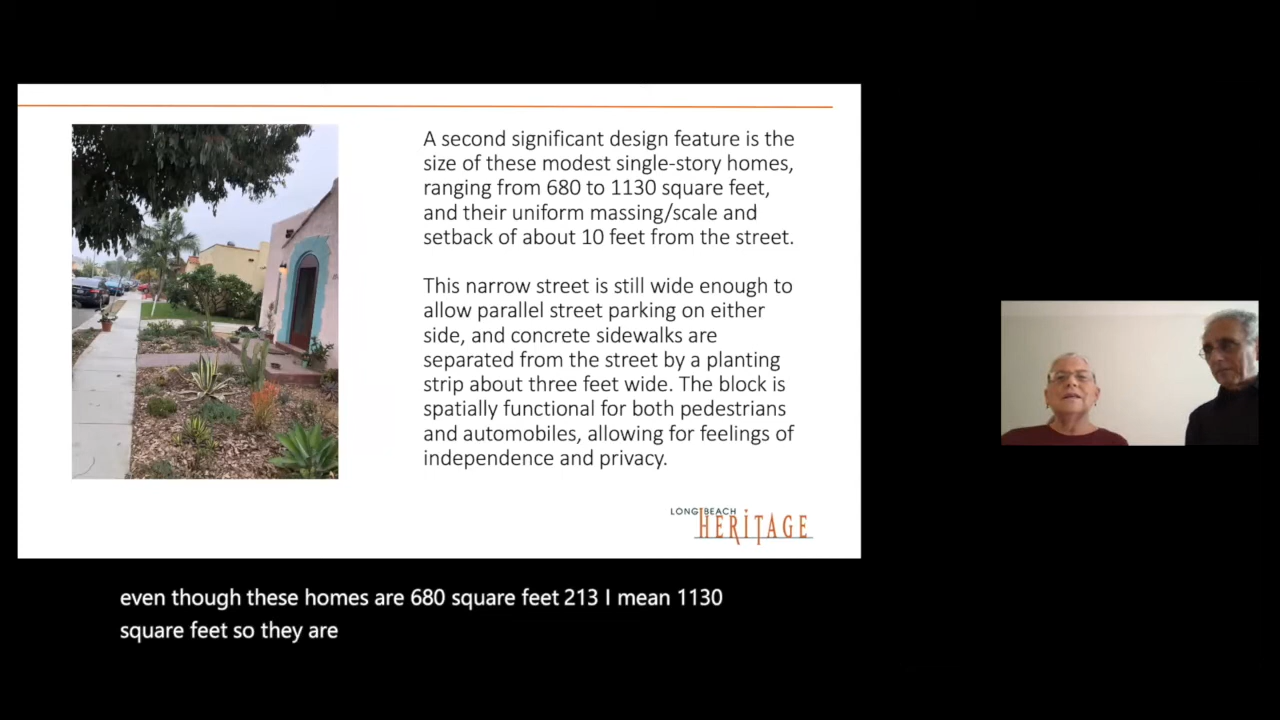 A second significant design feature is the
size of these modest single-story homes,
ranging from 680 to 1130 square feet,
and their uniform massing/scale and
setback of about 10 feet from the street.
This narrow street is still wide enough to
allow parallel street parking on either
side, and concrete sidewalks are
separated from the street by a planting
strip about three feet wide. The block is
spatially functional for both pedestrians
and automobiles, allowing for feelings of
independence and privacy.
LONG BEACH
HERiTAGE
even though these homes are 680 square feet 213 I mean 1130
square feet so they are